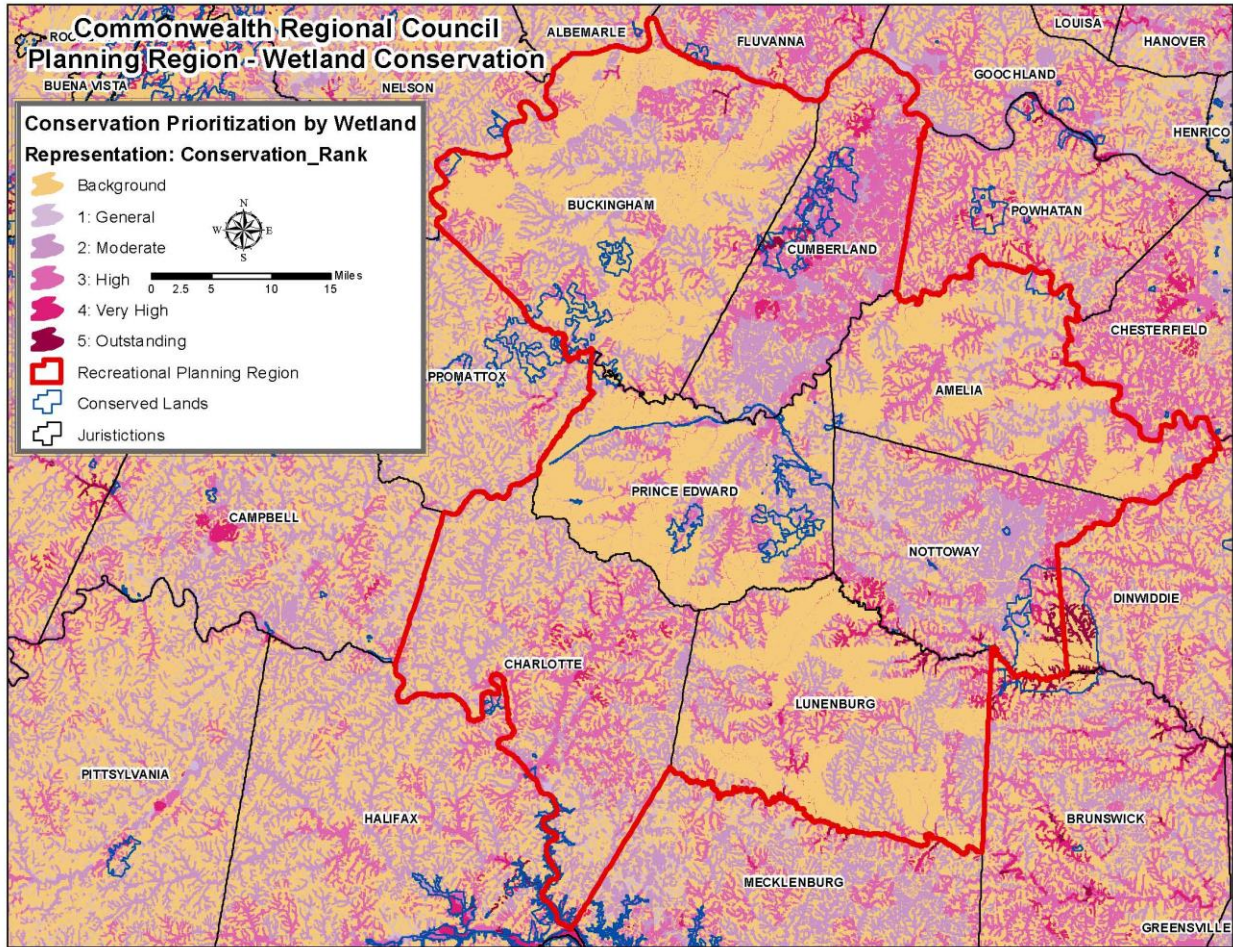 Commonwealth Regional Council
Planning Region - Wetland Conservation
ROC
BUENA VISTA
NELSON
ALBEMARLE
FLUVANNA
LOUISA
HANOVER
GOOCHLAND
HENRICO
Conservation Prioritization by Wetland
Representation: Conservation_Rank
Background
1: General
2: Moderate
3: High
4: Very High
5: Outstanding
Recreational Planning Region
Conserved Lands
Juristictions
N
W E
S
0 2.5 5 10 15 Miles
BUCKINGHAM
CUMBERLAND
POWHATAN
CHESTERFIELD
PPOMATTOX
AMELIA
PRINCE EDWARD
CAMPBELL
NOTTOWAY
DINWIDDIE
CHARLOTTE
LUNENBURG
PITTSYLVANIA
HALIFAX
BRUNSWICK
MECKLENBURG
GREENSVILLE